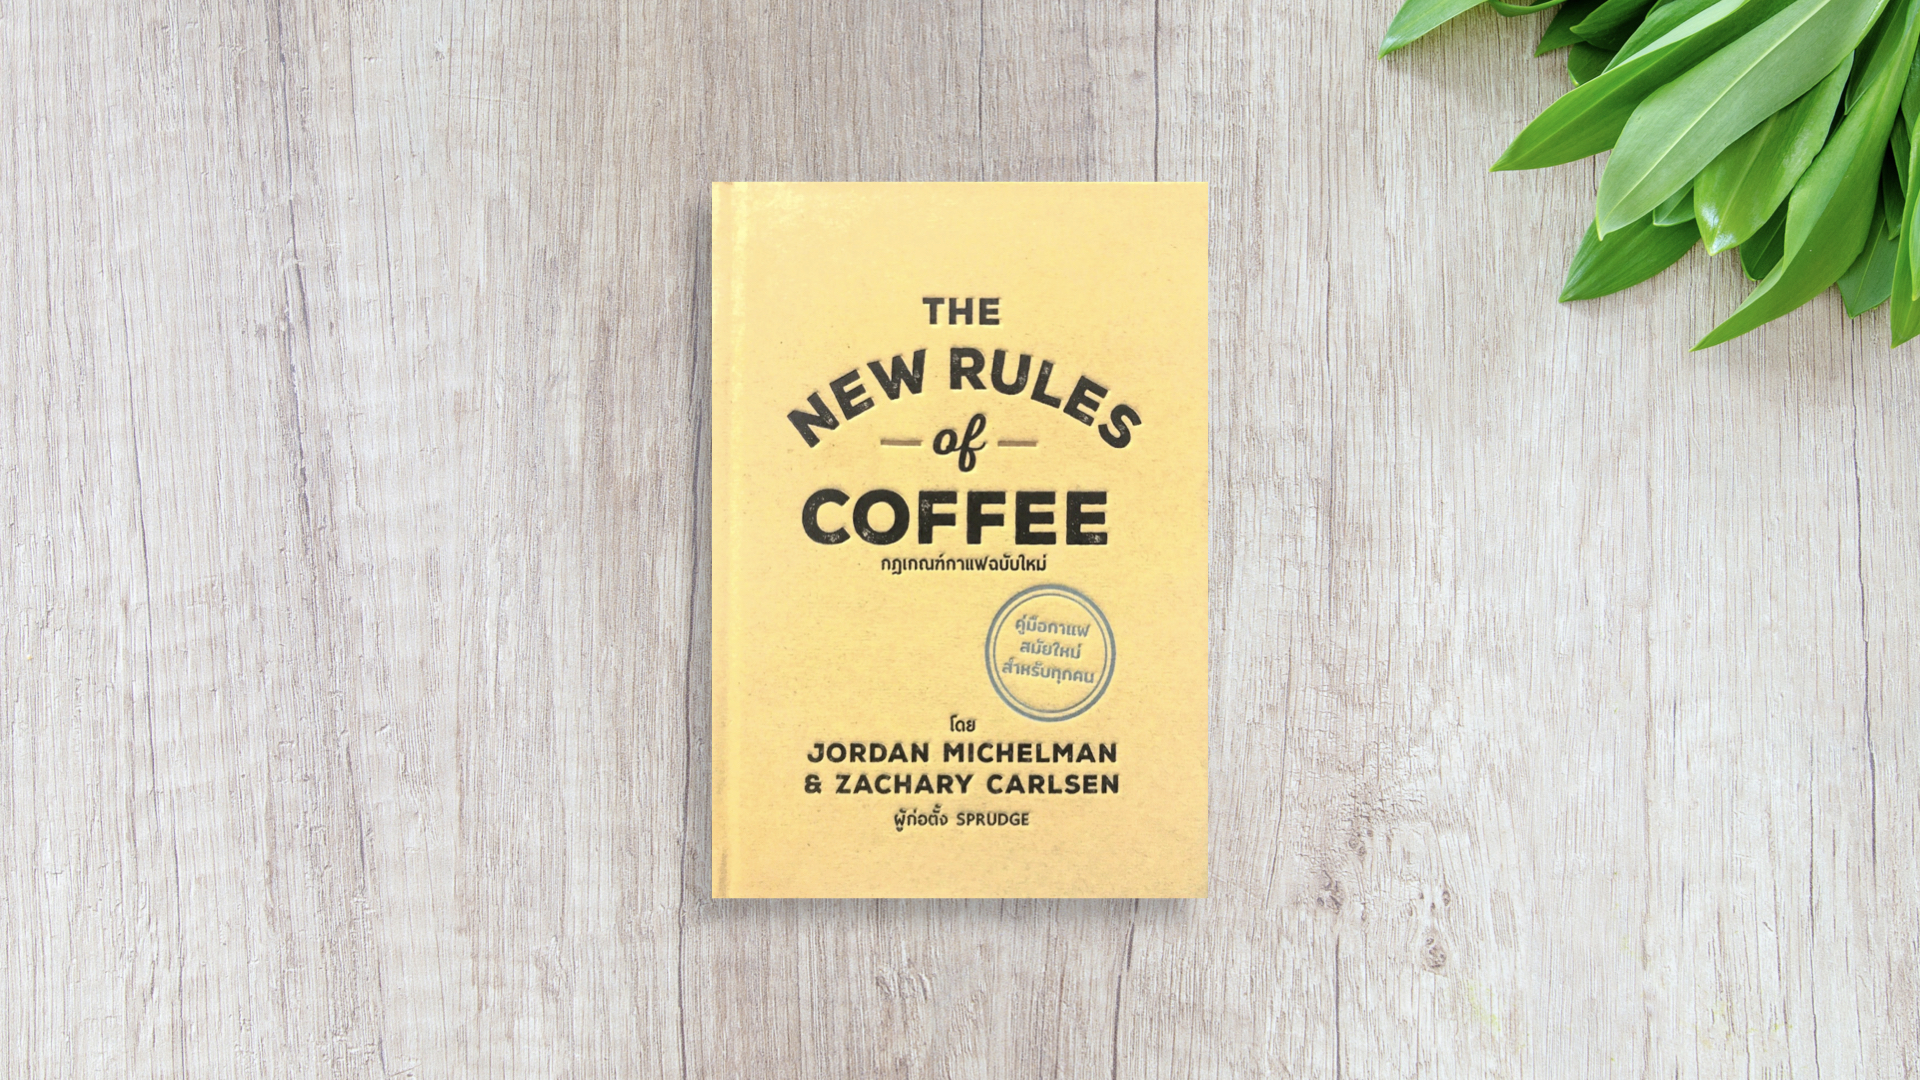 THE
NEW RULES
of
COFFEE
กฎเกณฑ์กาแฟฉบับใหม่
คู่มือกาแฟ
สมัยใหม่
สำหรับทุกคน
โดย
JORDAN MICHELMAN
& ZACHARY CARLSEN
ผู้ก่อตั้ง SPRUDGE